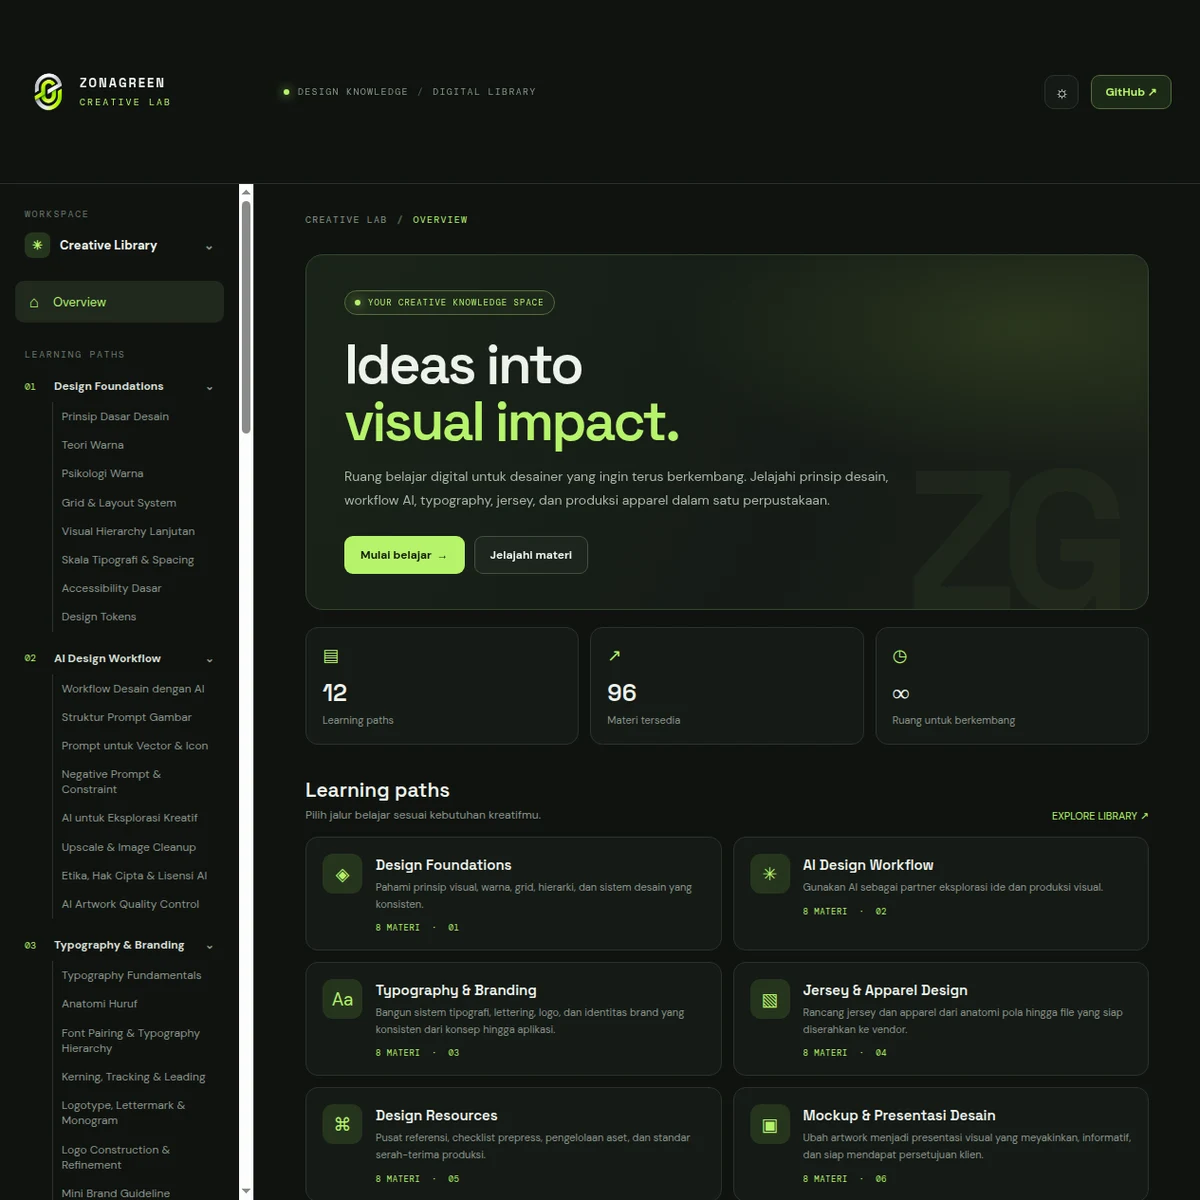 ZONAGREEN
CREATIVE LAB
DESIGN KNOWLEDGE / DIGITAL LIBRARY
GitHub ↗
WORKSPACE
Creative Library
Overview
LEARNING PATHS
01 Design Foundations
Prinsip Dasar Desain
Teori Warna
Psikologi Warna
Grid & Layout System
Visual Hierarchy Lanjutan
Skala Tipografi & Spacing
Accessibility Dasar
Design Tokens
02 AI Design Workflow
Workflow Desain dengan AI
Struktur Prompt Gambar
Prompt untuk Vector & Icon
Negative Prompt &
Constraint
AI untuk Eksplorasi Kreatif
Upscale & Image Cleanup
Etika, Hak Cipta & Lisensi AI
AI Artwork Quality Control
03 Typography & Branding
Typography Fundamentals
Anatomi Huruf
Font Pairing & Typography
Hierarchy
Kerning, Tracking & Leading
Logotype, Lettermark &
Monogram
Logo Construction &
Refinement
Mini Brand Guideline
CREATIVE LAB / OVERVIEW
YOUR CREATIVE KNOWLEDGE SPACE
Ideas into
visual impact.
Ruang belajar digital untuk desainer yang ingin terus berkembang. Jelajahi prinsip desain,
workflow AI, typography, jersey, dan produksi apparel dalam satu perpustakaan.
Mulai belajar →
Jelajahi materi
ZG
12
Learning paths
↗
96
Materi tersedia
∞
Ruang untuk berkembang
Learning paths
Pilih jalur belajar sesuai kebutuhan kreatifmu.
EXPLORE LIBRARY ↗
Design Foundations
Pahami prinsip visual, warna, grid, hierarki, dan sistem desain yang
konsisten.
8 MATERI · 01
AI Design Workflow
Gunakan AI sebagai partner eksplorasi ide dan produksi visual.
8 MATERI · 02
Aa
Typography & Branding
Bangun sistem tipografi, lettering, logo, dan identitas brand yang
konsisten dari konsep hingga aplikasi.
8 MATERI · 03
Jersey & Apparel Design
Rancang jersey dan apparel dari anatomi pola hingga file yang siap
diserahkan ke vendor.
8 MATERI · 04
⌘
Design Resources
Pusat referensi, checklist prepress, pengelolaan aset, dan standar
serah-terima produksi.
8 MATERI · 05
Mockup & Presentasi Desain
Ubah artwork menjadi presentasi visual yang meyakinkan, informatif,
dan siap mendapat persetujuan klien.
8 MATERI · 06